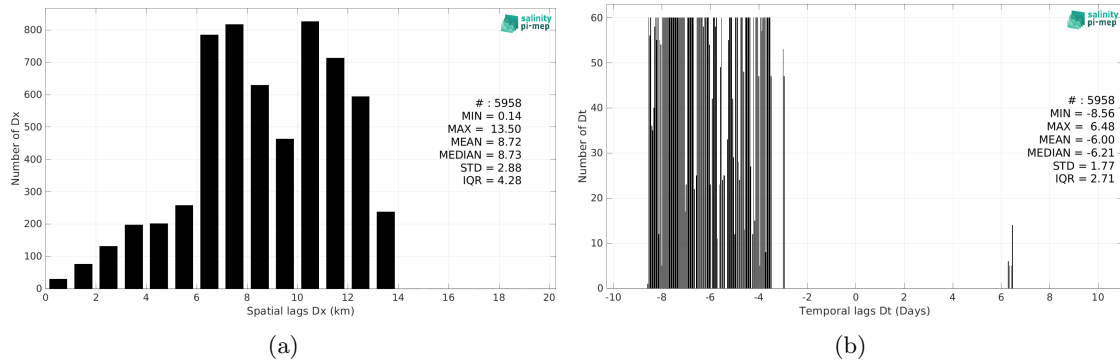 800
700
600
500
400
300
200
100
0
Number of Dx
0 2 4 6 8 10 12 14 16 18 20
Spatial lags Dx (km)
salinity
pi-mep
# : 5958
MIN = 0.14
MAX = 13.50
MEAN = 8.72
MEDIAN = 8.73
STD = 2.88
IQR = 4.28
(a)
60
50
40
30
20
10
0
Number of Dt
-10 -8 -6 -4 -2 0 2 4 6 8 10
Temporal lags Dt (Days)
salinity
pi-mep
# : 5958
MIN = -8.56
MAX = 6.48
MEAN = -6.00
MEDIAN = -6.21
STD = 1.77
IQR = 2.71
(b)